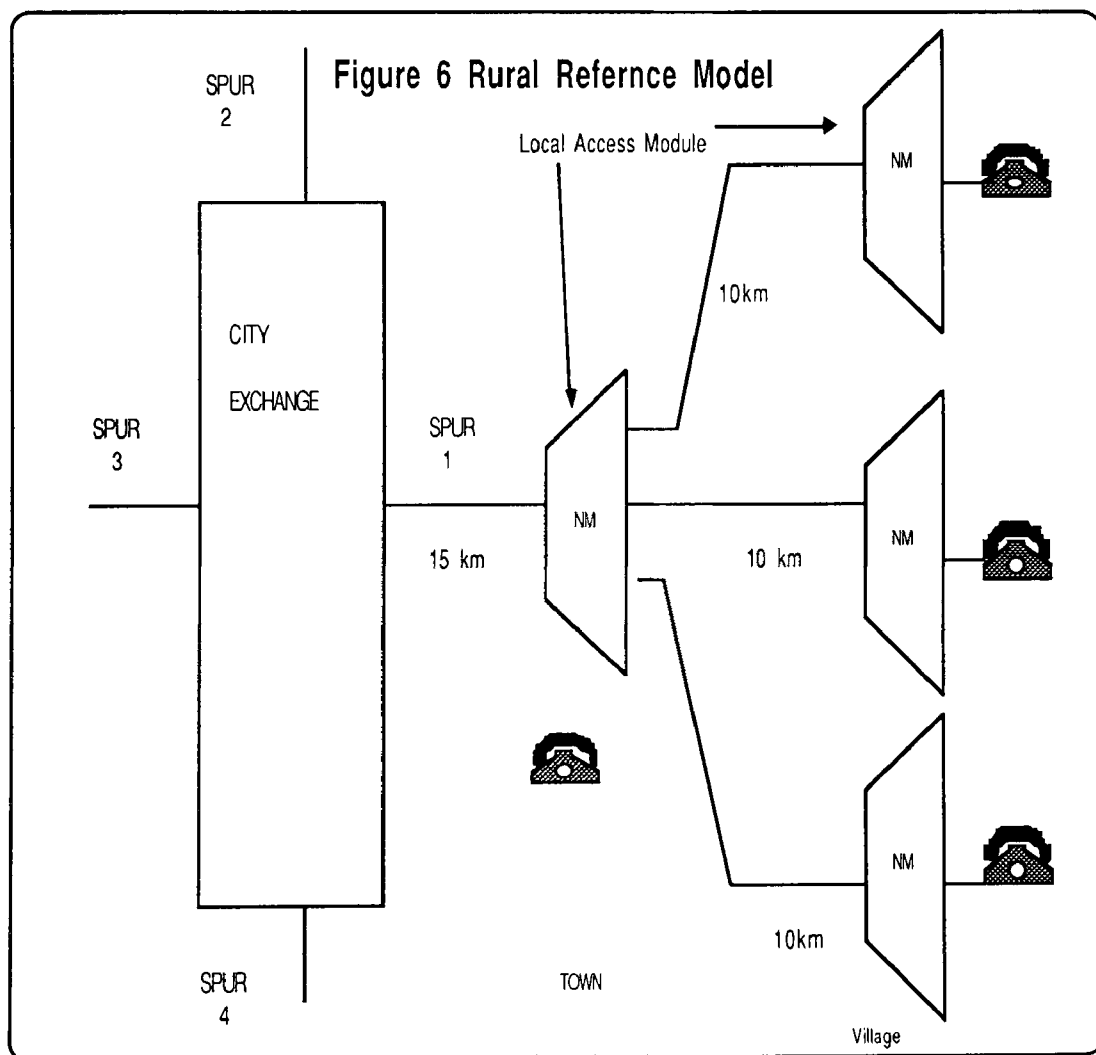 Figure 6 Rural Refernce Model
SPUR
2
Local Access Module
NM
10km
CITY
EXCHANGE
SPUR
3
SPUR
1
NM
15 km
10 km
NM
NM
10km
SPUR
4
TOWN
Village